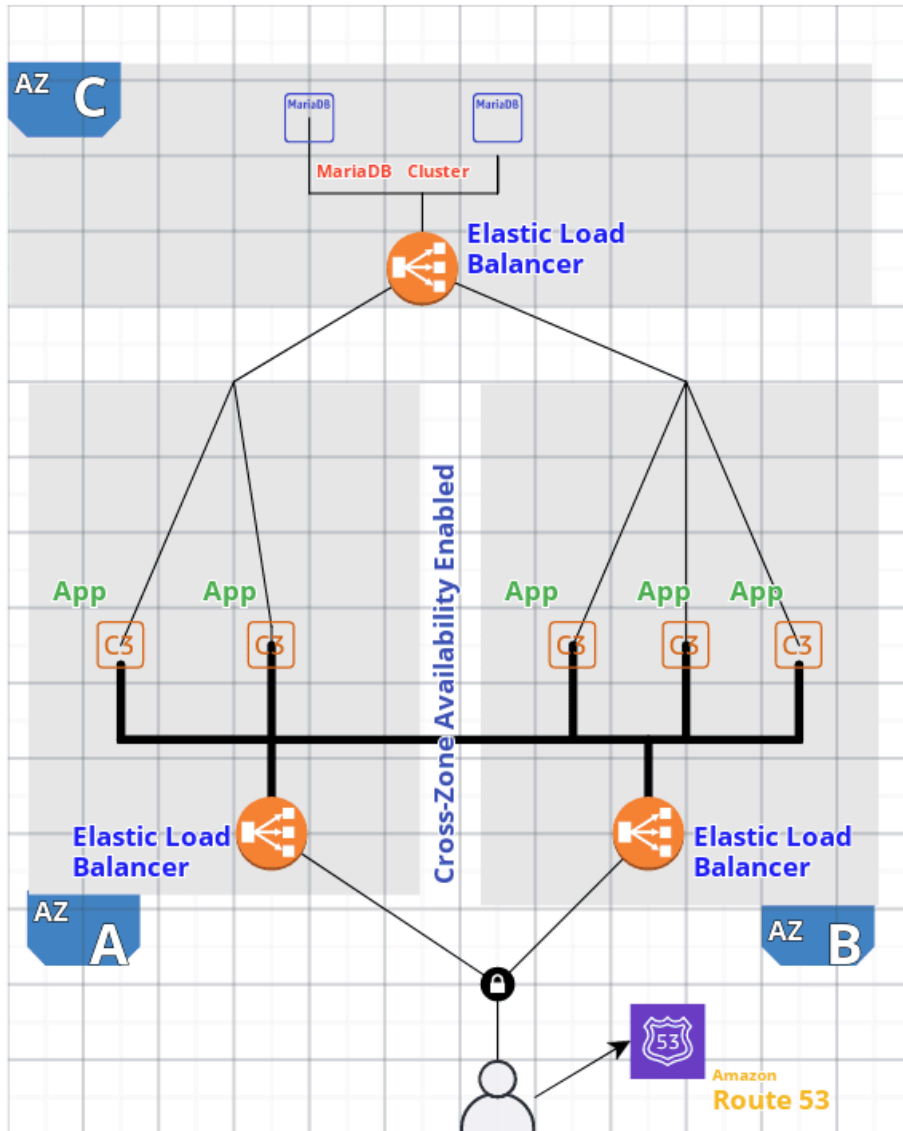 AZ C
MariaDB
MariaDB
MariaDB Cluster
Elastic Load
Balancer
Cross-Zone Availability Enabled
App
App
App
App
App
C3
C3
C3
C3
C3
Elastic Load
Balancer
Elastic Load
Balancer
AZ A
AZ B
53
Amazon
Route 53